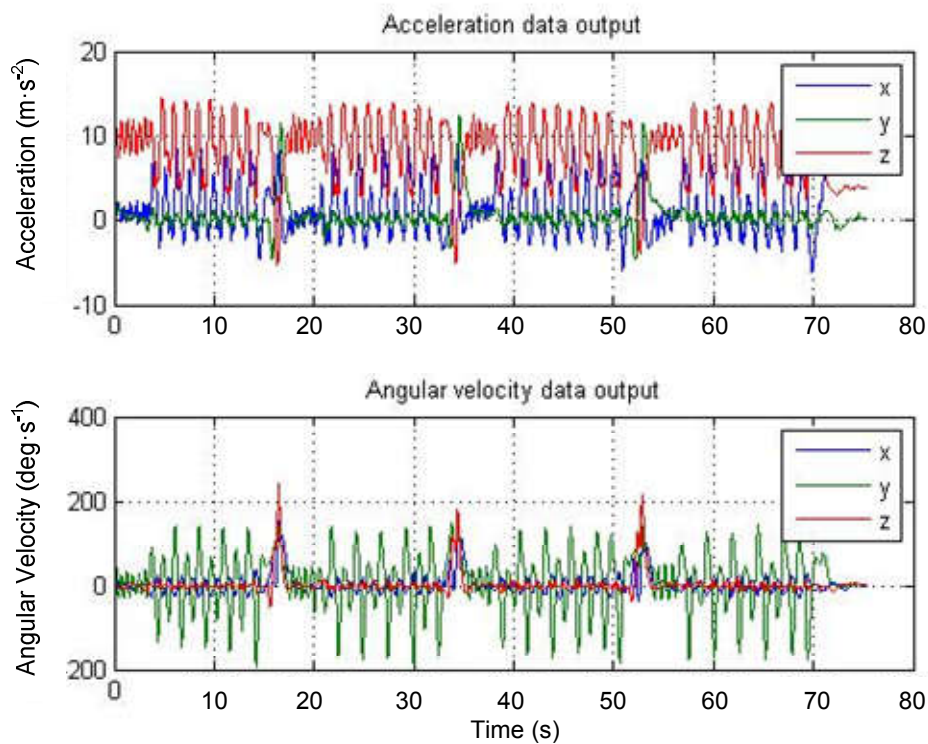 Acceleration data output
Acceleration (m·s⁻²)
20
10
0
-10
x
y
z
0 10 20 30 40 50 60 70 80
Angular velocity data output
Angular Velocity (deg·s⁻¹)
400
200
0
-200
x
y
z
0 10 20 30 40 50 60 70 80
Time (s)